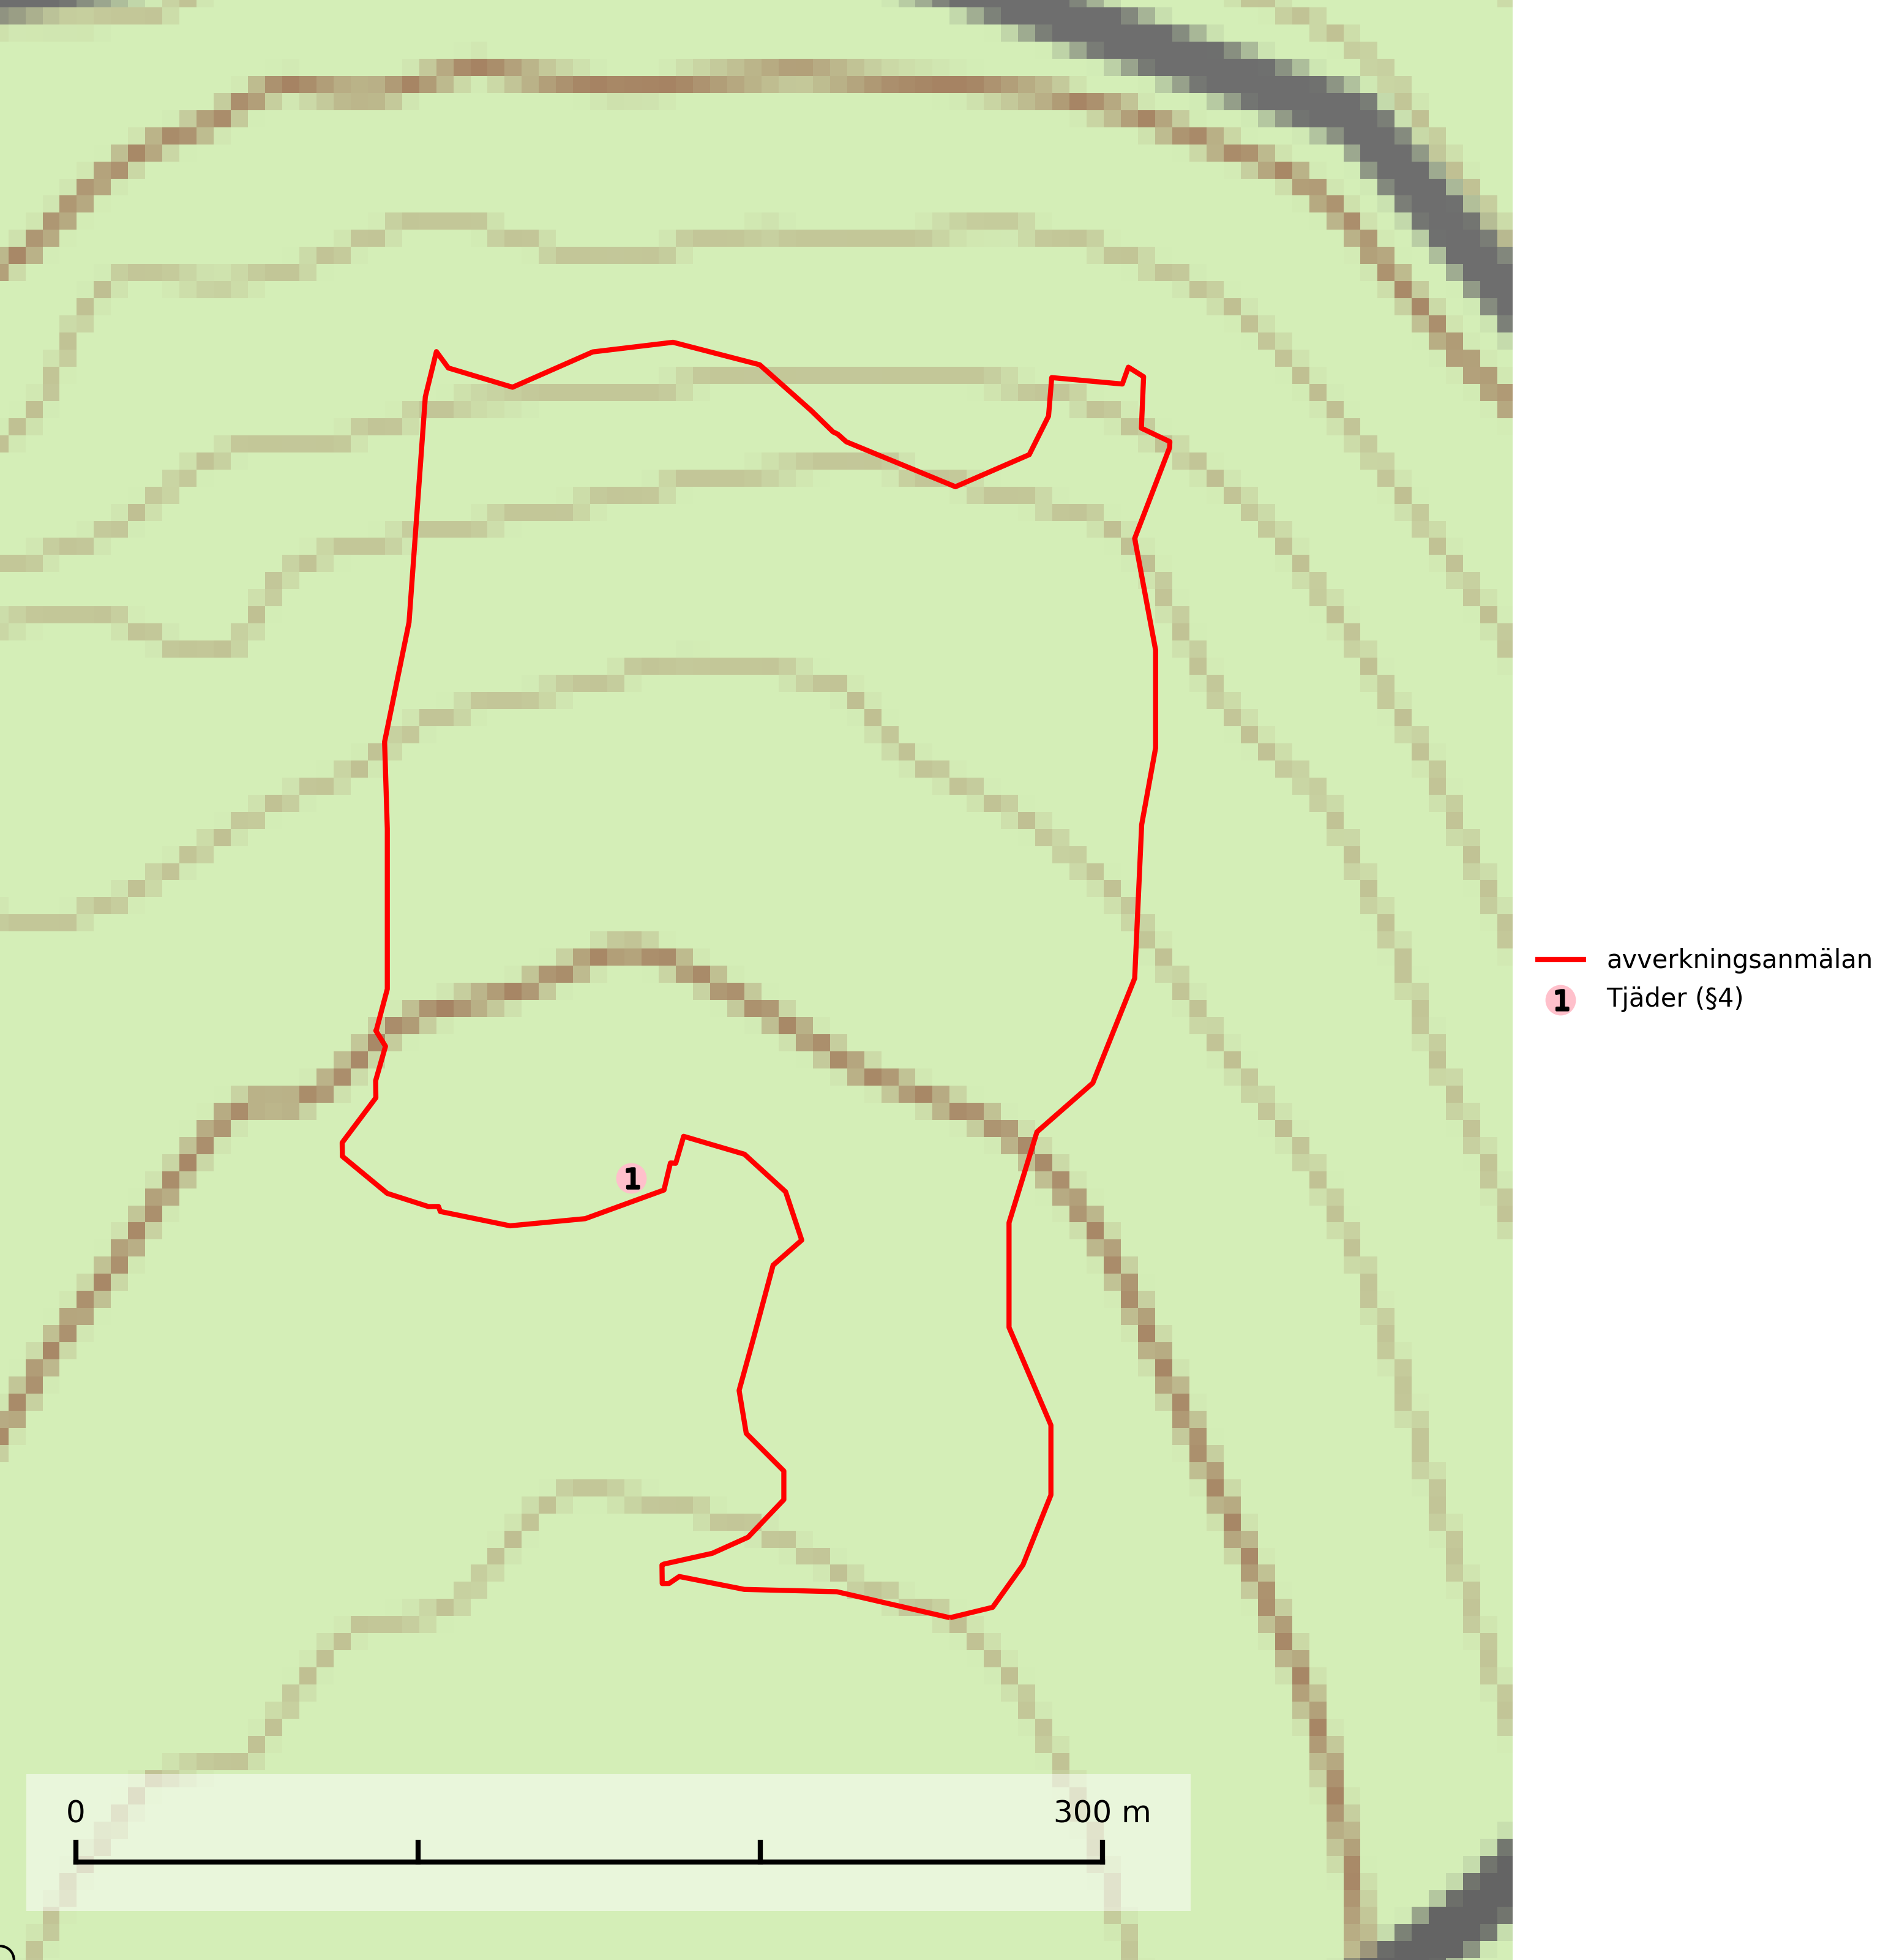 avverkningsanmälan
1 Tjäder (§4)
1
0 300 m